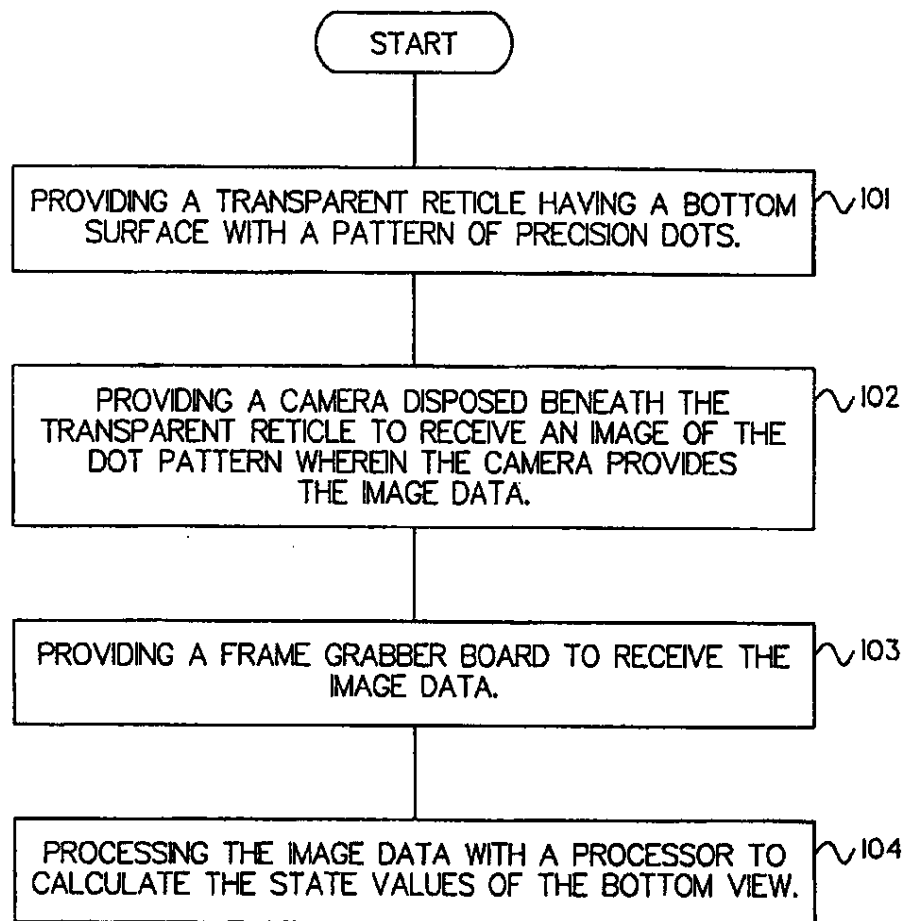 START
PROVIDING A TRANSPARENT RETICLE HAVING A BOTTOM
SURFACE WITH A PATTERN OF PRECISION DOTS.
101
PROVIDING A CAMERA DISPOSED BENEATH THE
TRANSPARENT RETICLE TO RECEIVE AN IMAGE OF THE
DOT PATTERN WHEREIN THE CAMERA PROVIDES
THE IMAGE DATA.
102
PROVIDING A FRAME GRABBER BOARD TO RECEIVE THE
IMAGE DATA.
103
PROCESSING THE IMAGE DATA WITH A PROCESSOR TO
CALCULATE THE STATE VALUES OF THE BOTTOM VIEW.
104